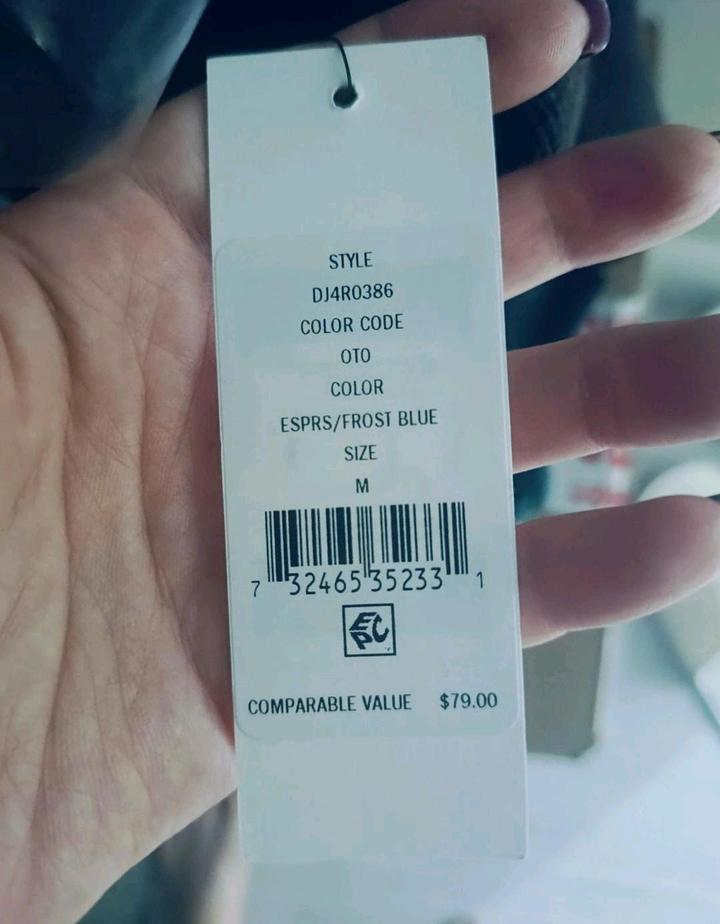 STYLE
DJ4R0386
COLOR CODE
OTO
COLOR
ESPRS/FROST BLUE
SIZE
M
7 32465 35233 1
EPC
COMPARABLE VALUE $79.00